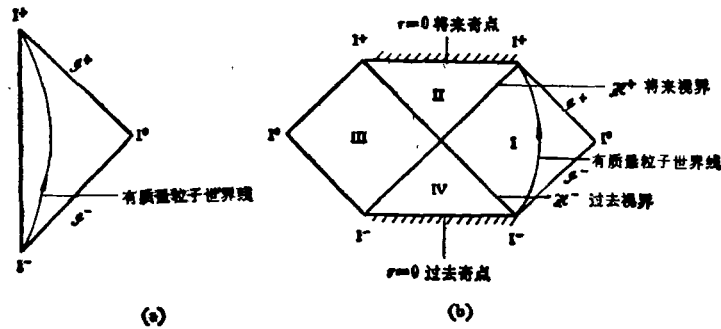 I+
𝓘+
I⁰
有质量粒子世界线
𝓘−
I−
(a)
r=0 将来奇点
I+
I+
II
ℋ+ 将来视界
𝓘+
I⁰
III
I
I⁰
有质量粒子世界线
𝓘−
IV
ℋ− 过去视界
I−
I−
r=0 过去奇点
(b)